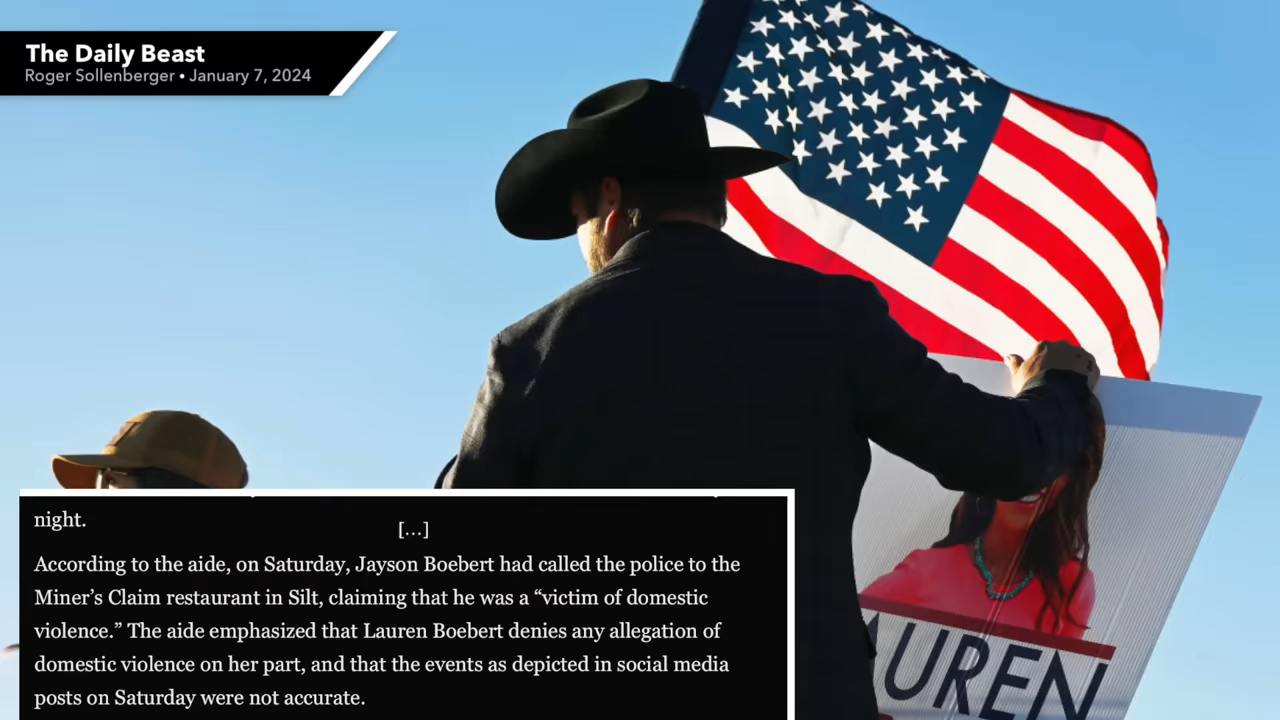 The Daily Beast
Roger Sollenberger • January 7, 2024
night.
[...]
According to the aide, on Saturday, Jayson Boebert had called the police to the
Miner’s Claim restaurant in Silt, claiming that he was a “victim of domestic
violence.” The aide emphasized that Lauren Boebert denies any allegation of
domestic violence on her part, and that the events as depicted in social media
posts on Saturday were not accurate.
AUREN